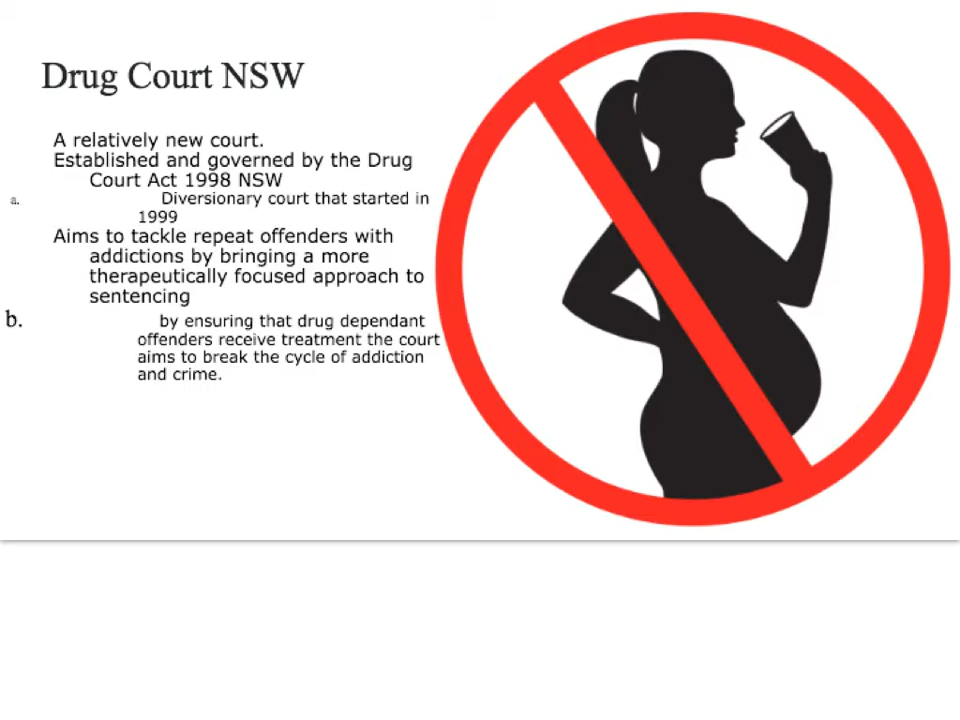 Drug Court NSW
A relatively new court.
Established and governed by the Drug
Court Act 1998 NSW
a. Diversionary court that started in
1999
Aims to tackle repeat offenders with
addictions by bringing a more
therapeutically focused approach to
sentencing
b. by ensuring that drug dependant
offenders receive treatment the court
aims to break the cycle of addiction
and crime.